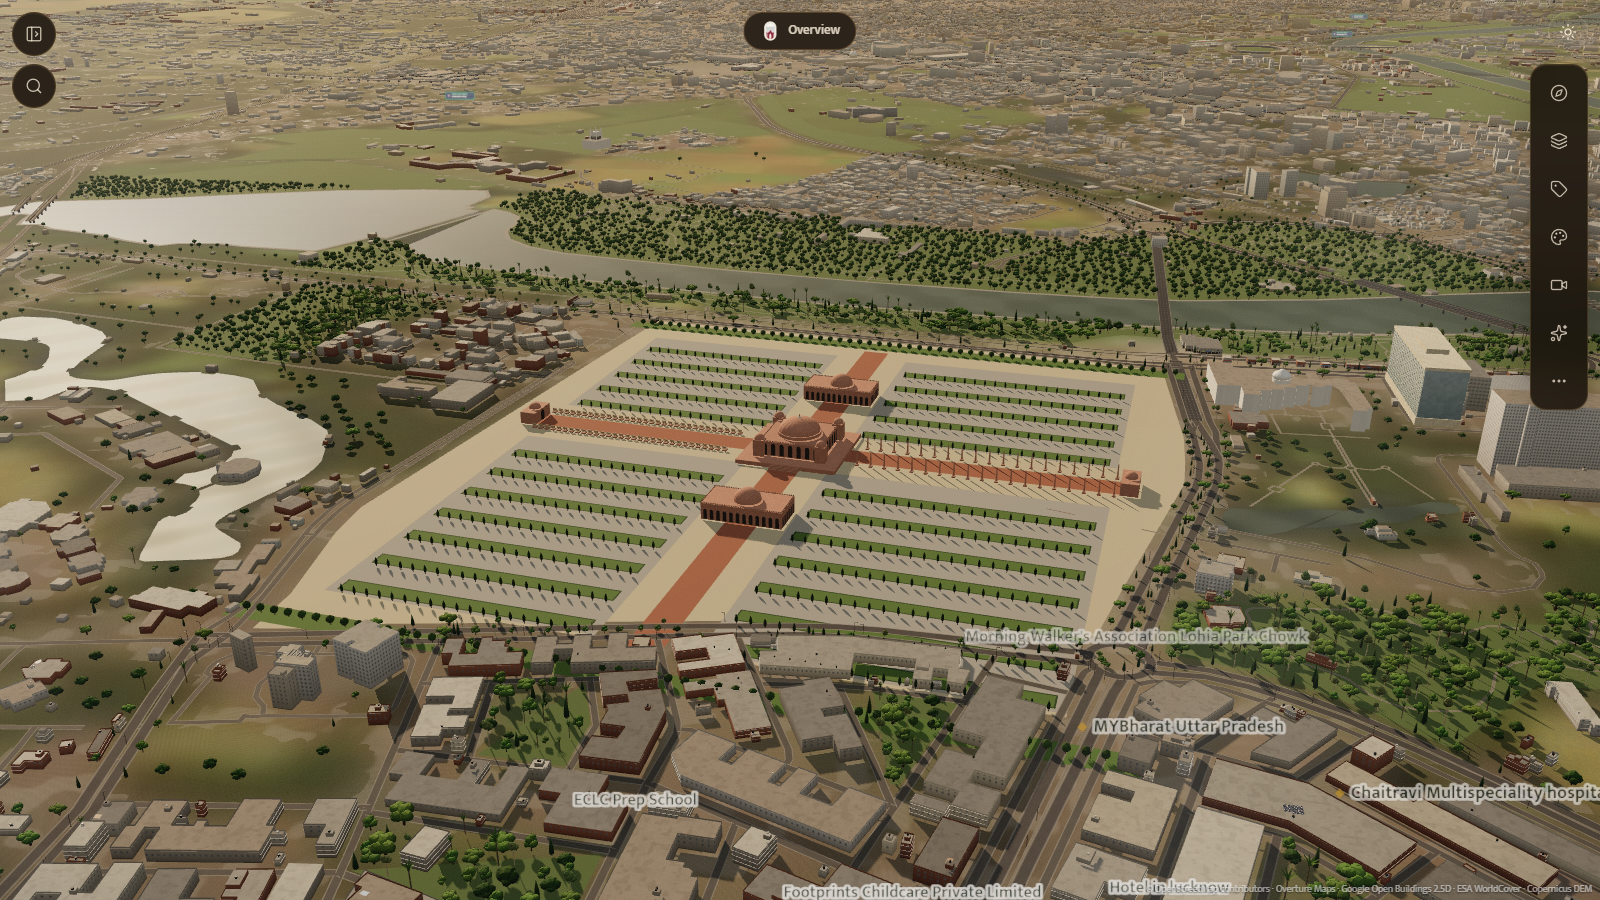 Overview
Morning Walker's Association Lohia Park Chowk
MYBharat Uttar Pradesh
Chaitravi Multispeciality hospita
ECLC Prep School
Footprints Childcare Private Limited
Hotel in lucknow
contributors · Overture Maps · Google Open Buildings 2.5D · ESA WorldCover · Copernicus DEM